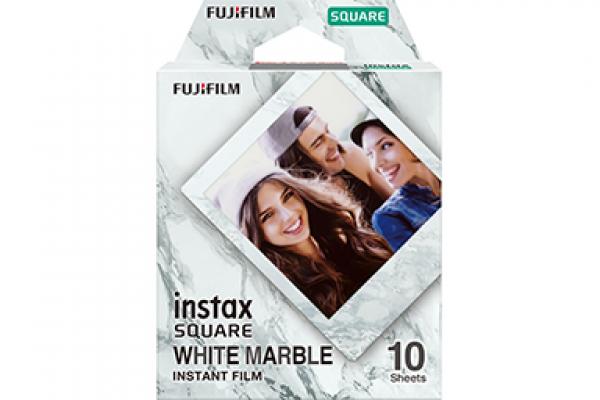 FUJIFILM
SQUARE
FUJIFILM
instax
SQUARE
WHITE MARBLE
INSTANT FILM
10
Sheets